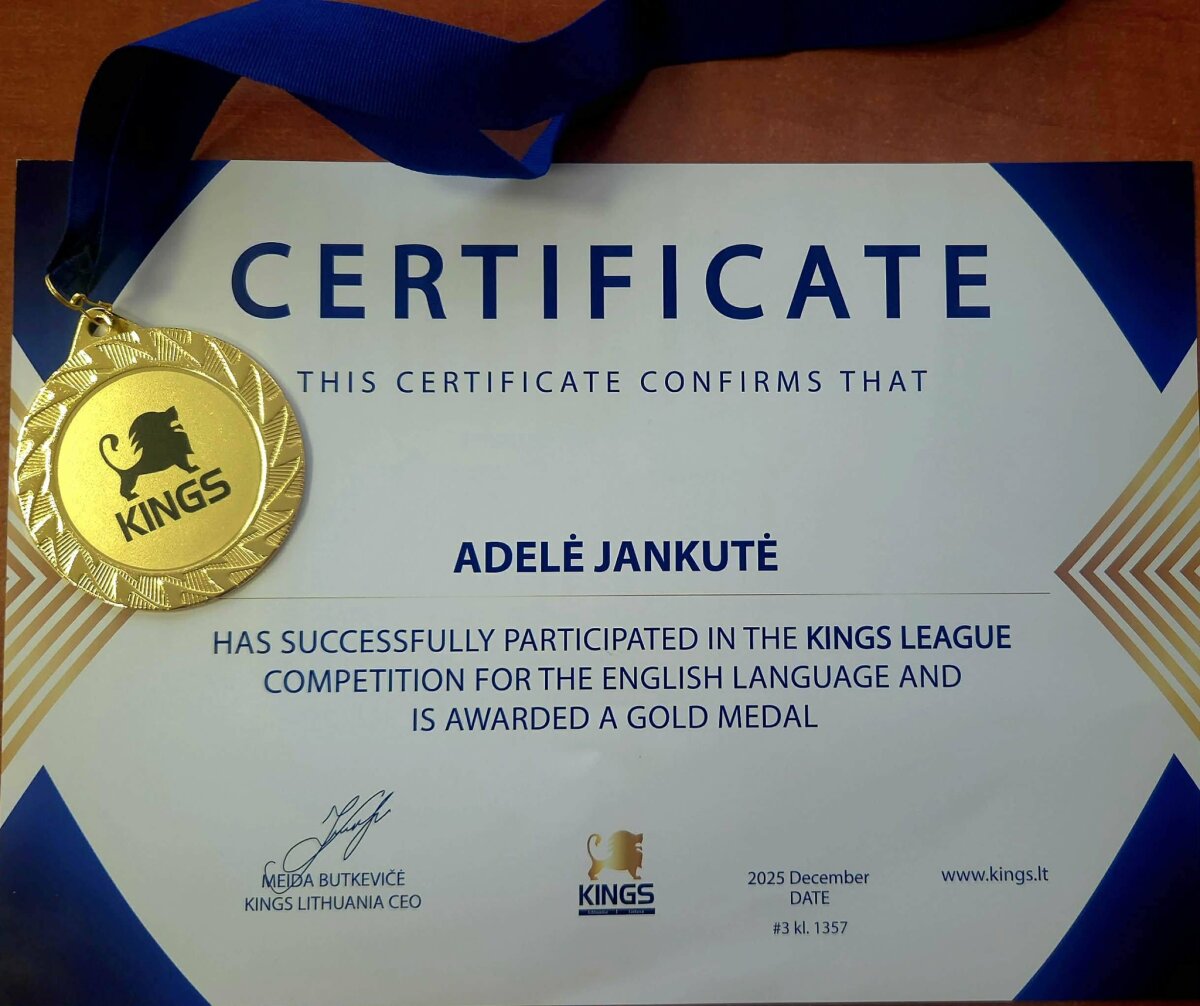 CERTIFICATE
THIS CERTIFICATE CONFIRMS THAT
KINGS
ADELĖ JANKUTĖ
HAS SUCCESSFULLY PARTICIPATED IN THE KINGS LEAGUE
COMPETITION FOR THE ENGLISH LANGUAGE AND
IS AWARDED A GOLD MEDAL
MEIDA BUTKEVIČĖ
KINGS LITHUANIA CEO
KINGS
Lithuania | Lietuva
2025 December
DATE
#3 kl. 1357
www.kings.lt